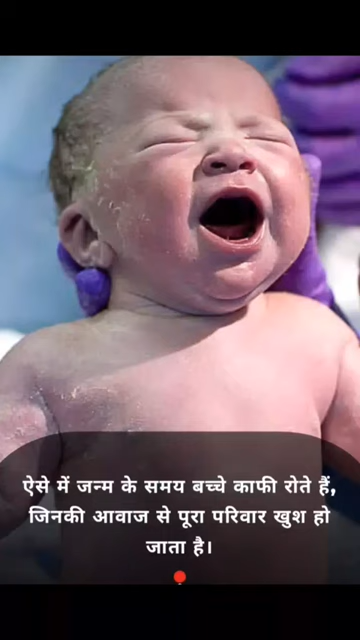 ऐसे में जन्म के समय बच्चे काफी रोते हैं,
जिनकी आवाज से पूरा परिवार खुश हो
जाता है।